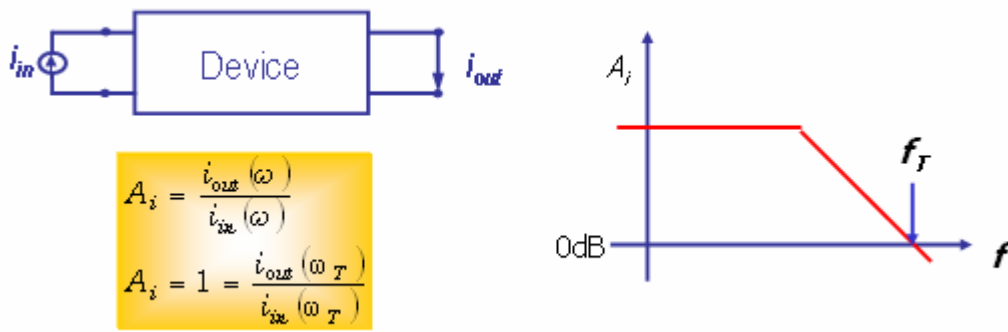 i_in
Device
i_out
A_i = i_out(ω) / i_in(ω)
A_i = 1 = i_out(ω_T) / i_in(ω_T)
A_i
f_T
0dB
f